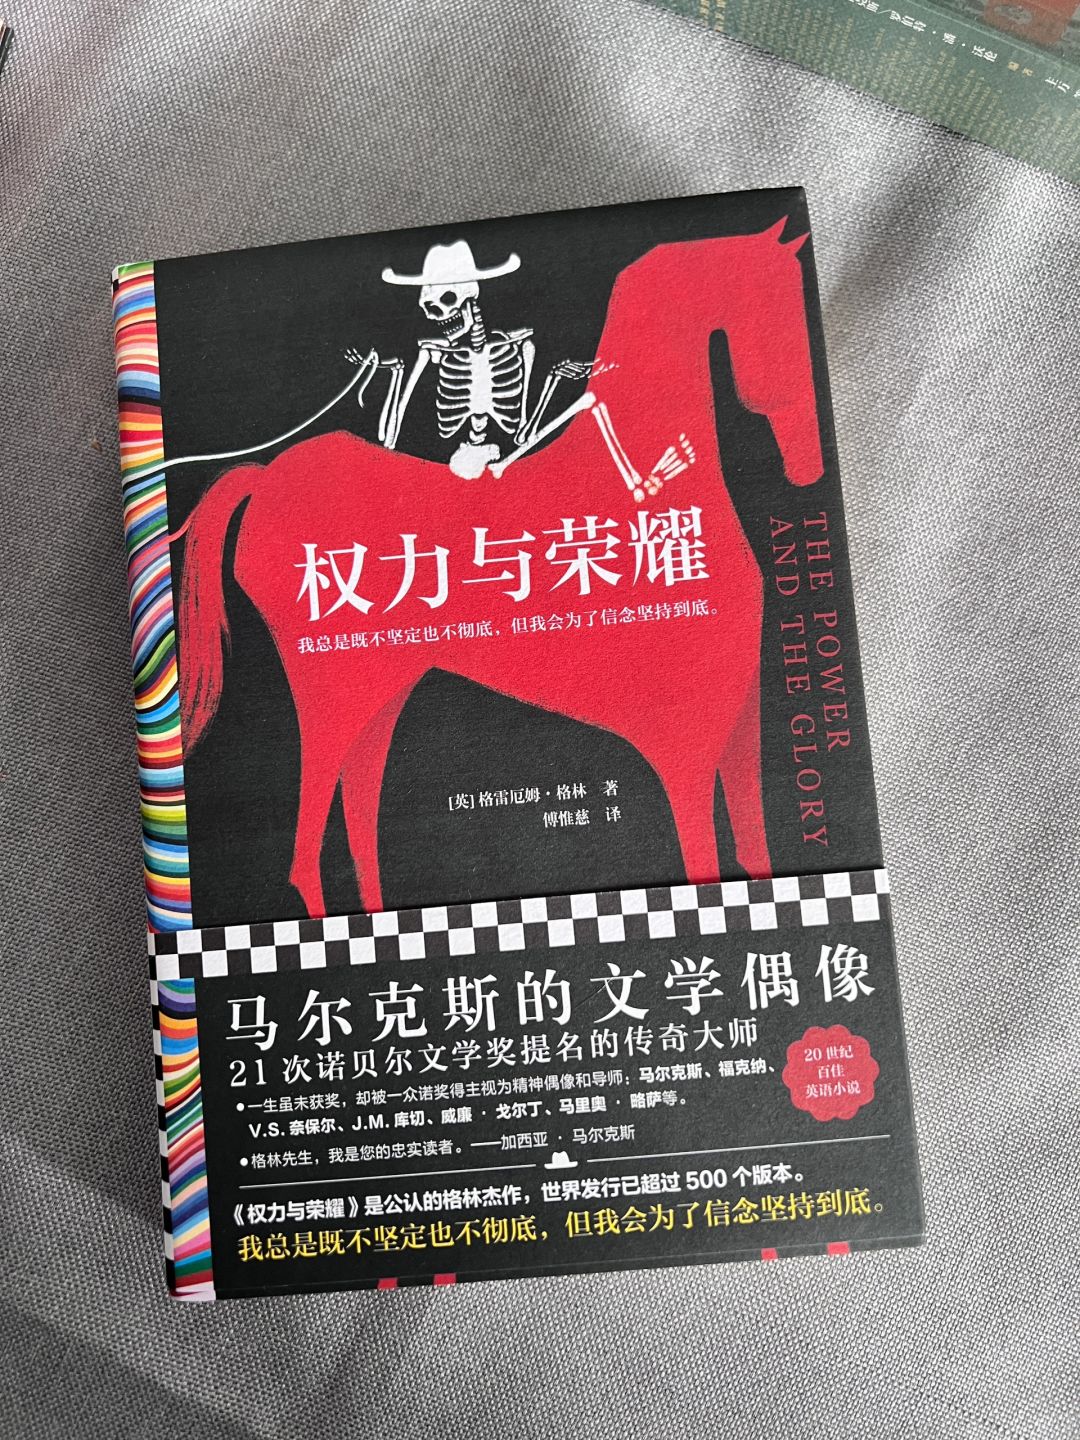 罗伯特·潘·沃伦 编著
权力与荣耀
我总是既不坚定也不彻底，但我会为了信念坚持到底。
THE POWER
AND THE GLORY
[英] 格雷厄姆·格林 著
傅惟慈 译
马尔克斯的文学偶像
21 次诺贝尔文学奖提名的传奇大师
●一生虽未获奖，却被一众诺奖得主视为精神偶像和导师：马尔克斯、福克纳、
V.S. 奈保尔、J.M. 库切、威廉·戈尔丁、马里奥·略萨等。
●格林先生，我是您的忠实读者。——加西亚·马尔克斯
20 世纪
百佳
英语小说
《权力与荣耀》是公认的格林杰作，世界发行已超过 500 个版本。
我总是既不坚定也不彻底，但我会为了信念坚持到底。